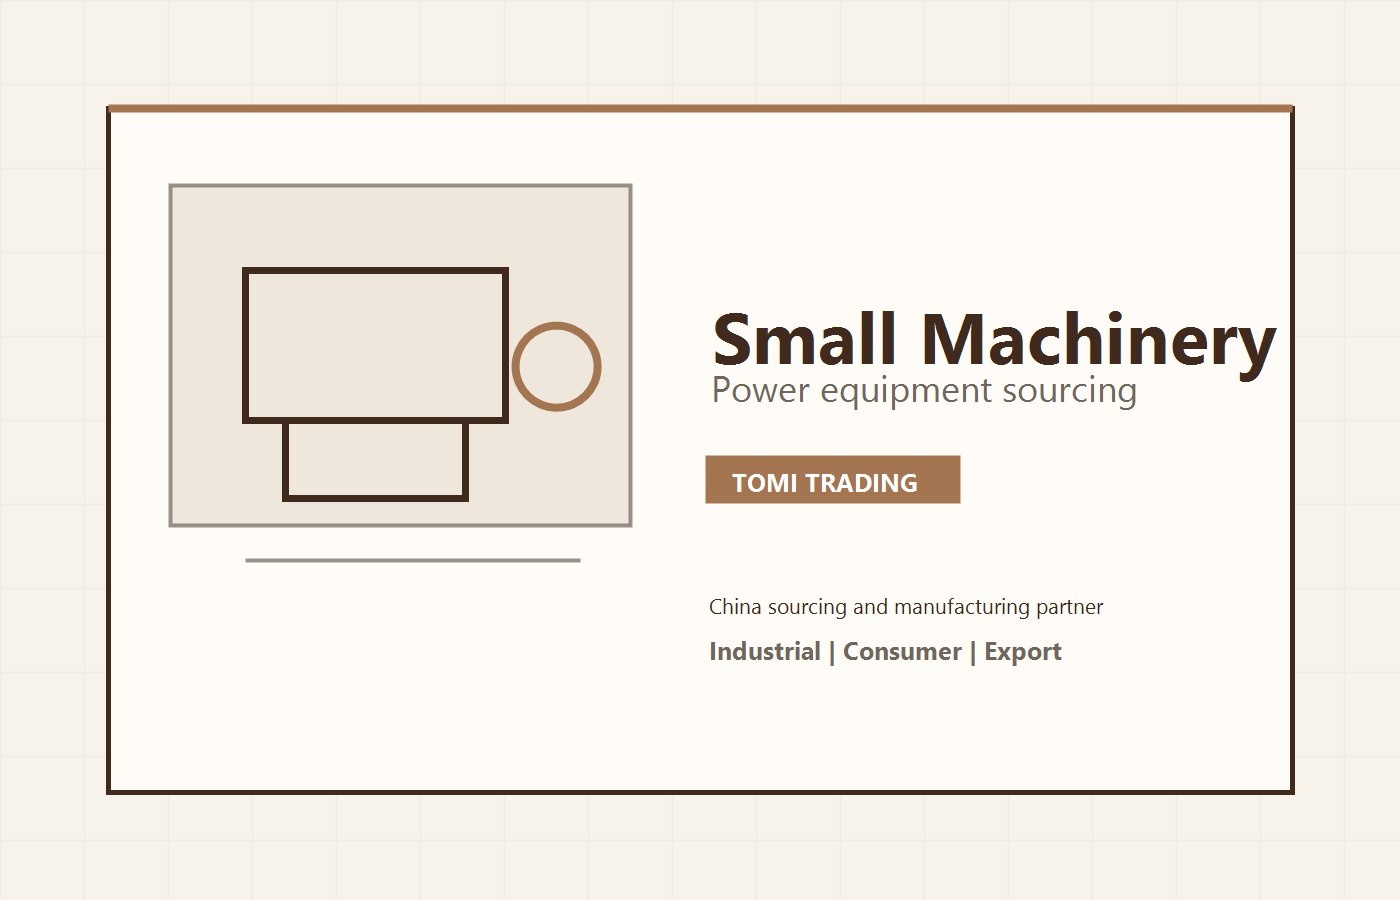 Small Machinery
Power equipment sourcing
TOMI TRADING
China sourcing and manufacturing partner
Industrial | Consumer | Export